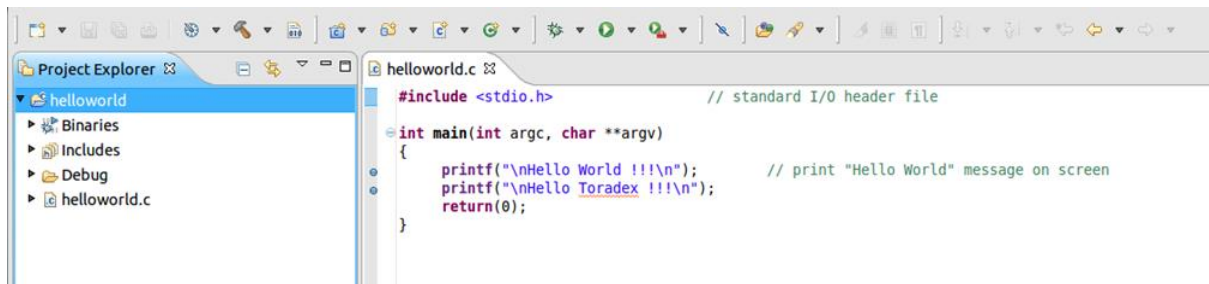 Project Explorer
helloworld
Binaries
Includes
Debug
helloworld.c
helloworld.c
#include <stdio.h> // standard I/O header file
int main(int argc, char **argv)
{
printf("\nHello World !!!\n"); // print "Hello World" message on screen
printf("\nHello Toradex !!!\n");
return(0);
}